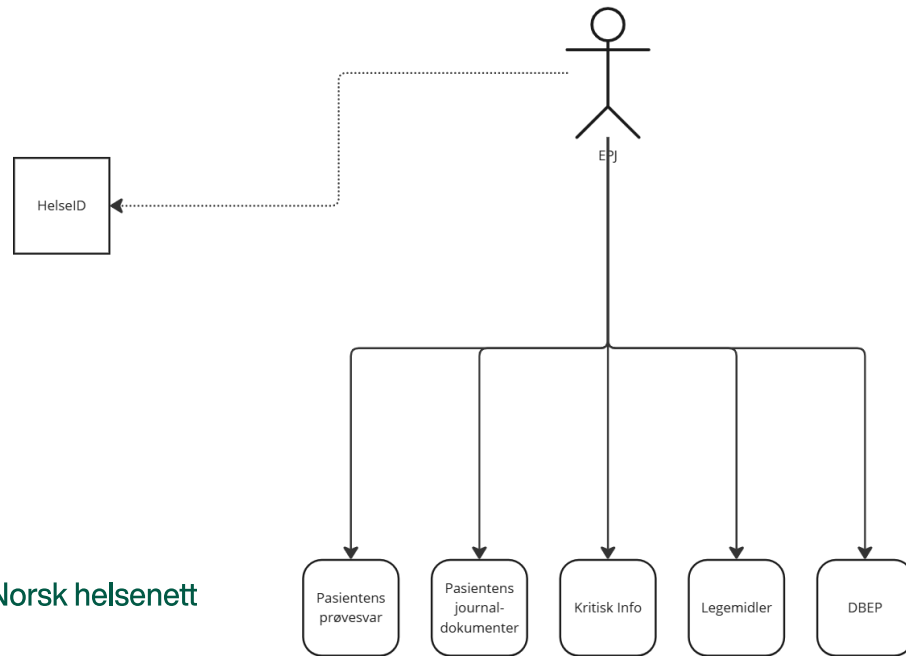 EPJ
HelseID
Pasientens
prøvesvar
Pasientens
journal-
dokumenter
Kritisk Info
Legemidler
DBEP
Norsk helsenett